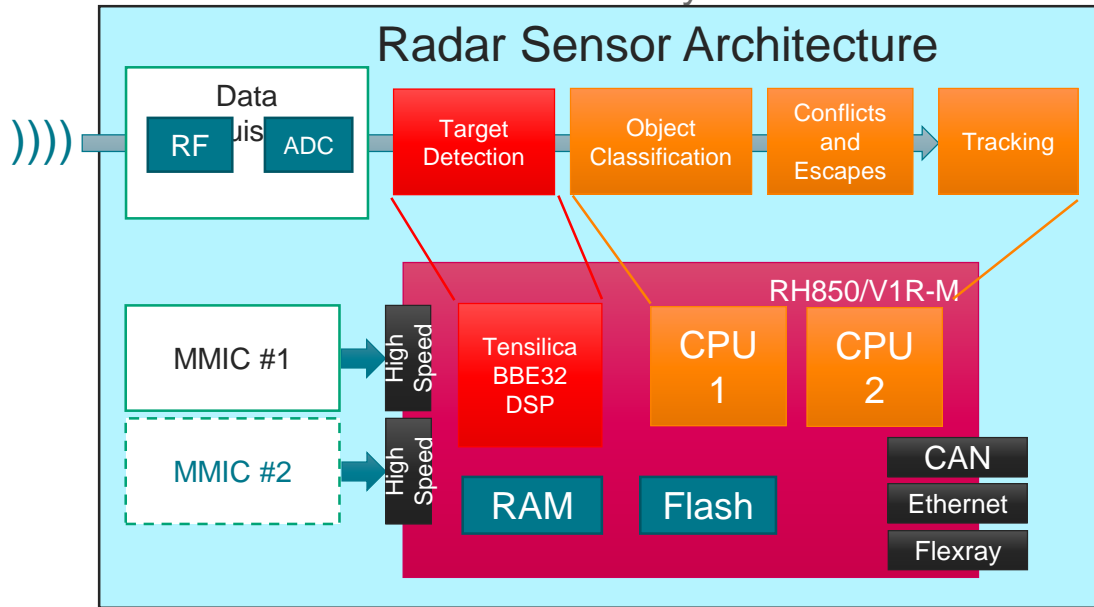 Radar Sensor Architecture
Data
RF
ADC
Target
Detection
Object
Classification
Conflicts
and
Escapes
Tracking
RH850/V1R-M
MMIC #1
High
Speed
Tensilica
BBE32
DSP
CPU
1
CPU
2
MMIC #2
High
Speed
RAM
Flash
CAN
Ethernet
Flexray